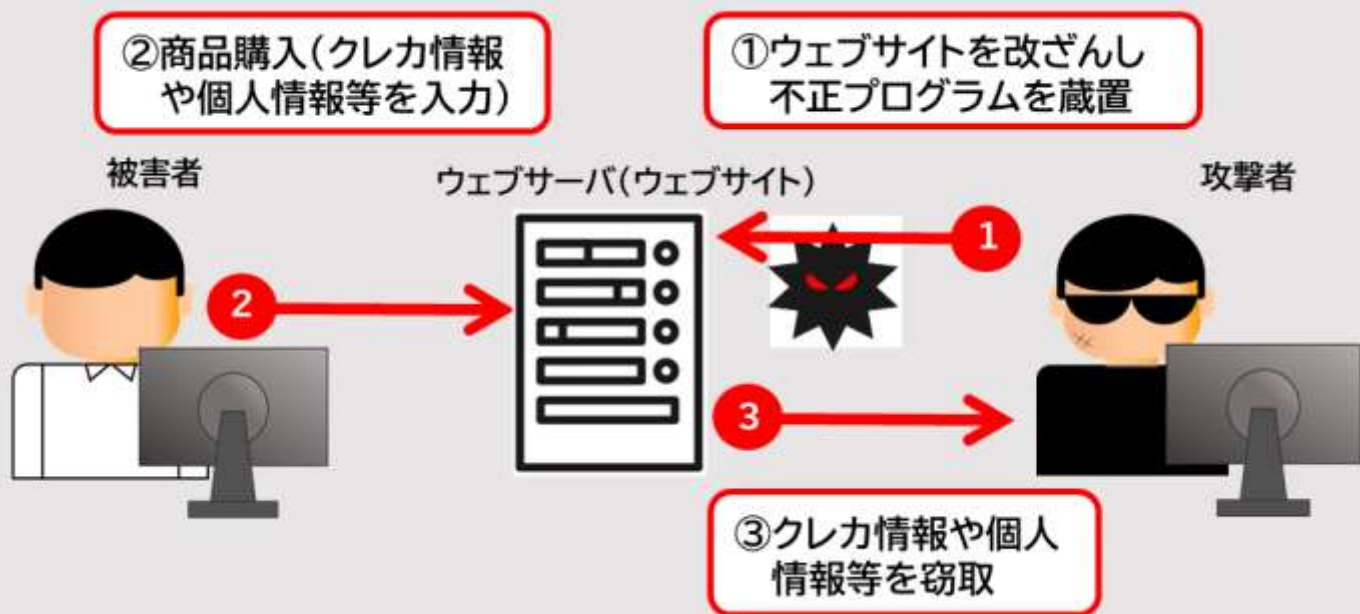 ②商品購入(クレカ情報
や個人情報等を入力)
①ウェブサイトを改ざんし
不正プログラムを蔵置
被害者
ウェブサーバ(ウェブサイト)
攻撃者
1
2
3
③クレカ情報や個人
情報等を窃取